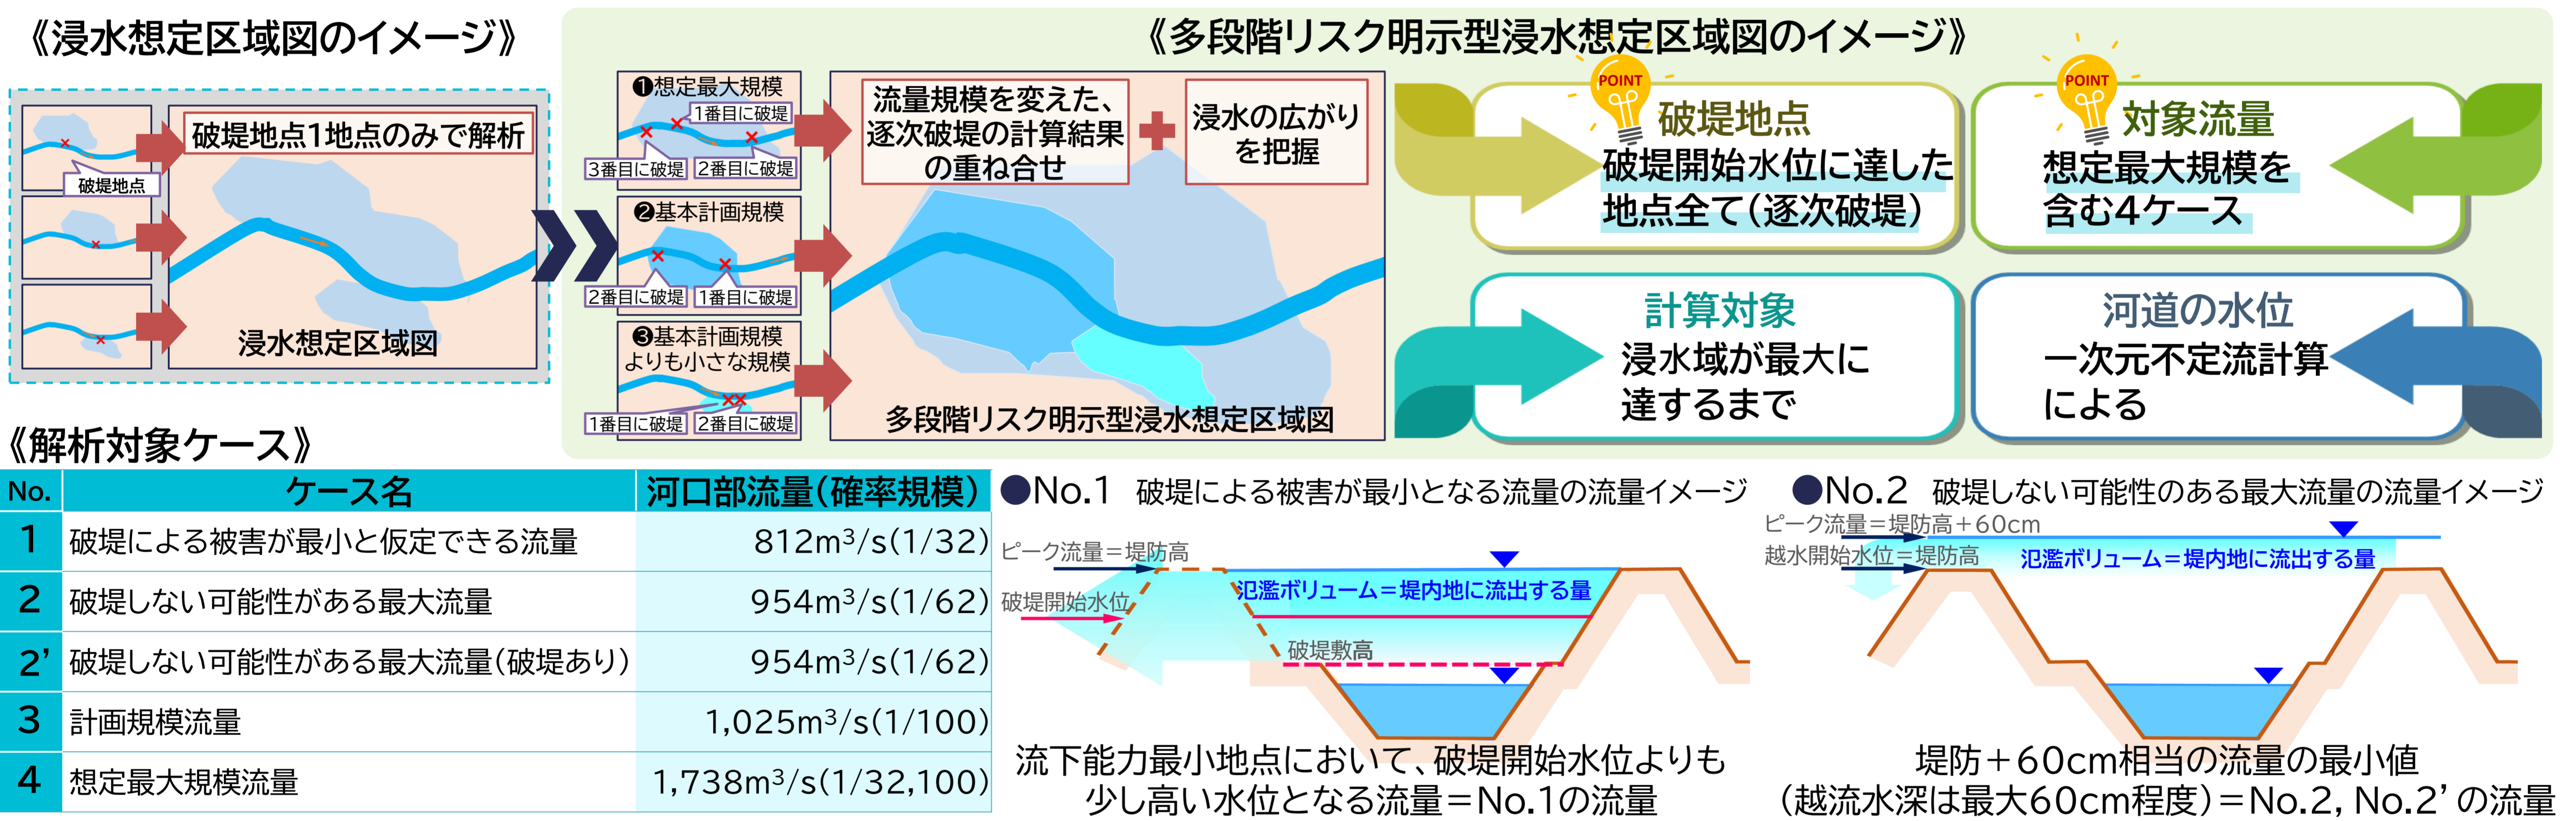 《浸水想定区域図のイメージ》
破堤地点1地点のみで解析
破堤地点
浸水想定区域図
《多段階リスク明示型浸水想定区域図のイメージ》
❶想定最大規模
1番目に破堤
3番目に破堤
2番目に破堤
❷基本計画規模
2番目に破堤
1番目に破堤
❸基本計画規模
よりも小さな規模
1番目に破堤
2番目に破堤
流量規模を変えた、
逐次破堤の計算結果
の重ね合せ
浸水の広がり
を把握
多段階リスク明示型浸水想定区域図
POINT
破堤地点
破堤開始水位に達した
地点全て(逐次破堤)
POINT
対象流量
想定最大規模を
含む4ケース
計算対象
浸水域が最大に
達するまで
河道の水位
一次元不定流計算
による
《解析対象ケース》
No. ケース名 河口部流量(確率規模)
1 破堤による被害が最小と仮定できる流量 812m³/s(1/32)
2 破堤しない可能性がある最大流量 954m³/s(1/62)
2’ 破堤しない可能性がある最大流量(破堤あり) 954m³/s(1/62)
3 計画規模流量 1,025m³/s(1/100)
4 想定最大規模流量 1,738m³/s(1/32,100)
●No.1 破堤による被害が最小となる流量の流量イメージ
ピーク流量=堤防高
氾濫ボリューム=堤内地に流出する量
破堤開始水位
破堤敷高
流下能力最小地点において、破堤開始水位よりも
少し高い水位となる流量=No.1の流量
●No.2 破堤しない可能性のある最大流量の流量イメージ
ピーク流量=堤防高+60cm
越水開始水位=堤防高
氾濫ボリューム=堤内地に流出する量
堤防+60cm相当の流量の最小値
(越流水深は最大60cm程度)=No.2, No.2’の流量